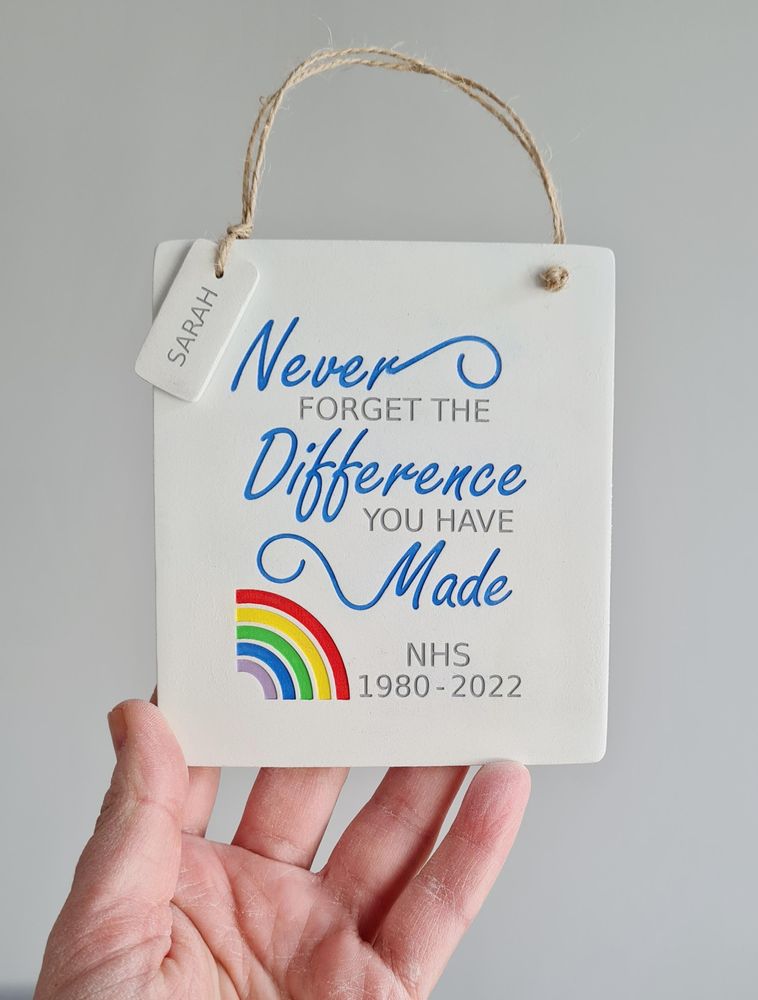 SARAH
Never
FORGET THE
Difference
YOU HAVE
Made
NHS
1980-2022